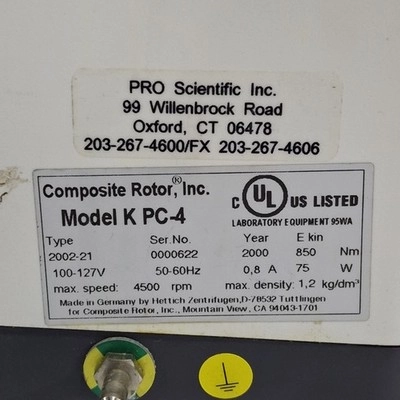 PRO Scientific Inc.
99 Willenbrock Road
Oxford, CT 06478
203-267-4600/FX 203-267-4606
Composite Rotor, Inc.®
Model K PC-4
C UL® US LISTED
LABORATORY EQUIPMENT 95WA
Type Ser.No. Year E kin
2002-21 0000622 2000 850 Nm
100-127V 50-60Hz 0,8 A 75 W
max. speed: 4500 rpm max. density: 1,2 kg/dm³
Made in Germany by Hettich Zentrifugen,D-78532 Tuttlingen
for Composite Rotor, Inc., Mountain View, CA 94043-1701